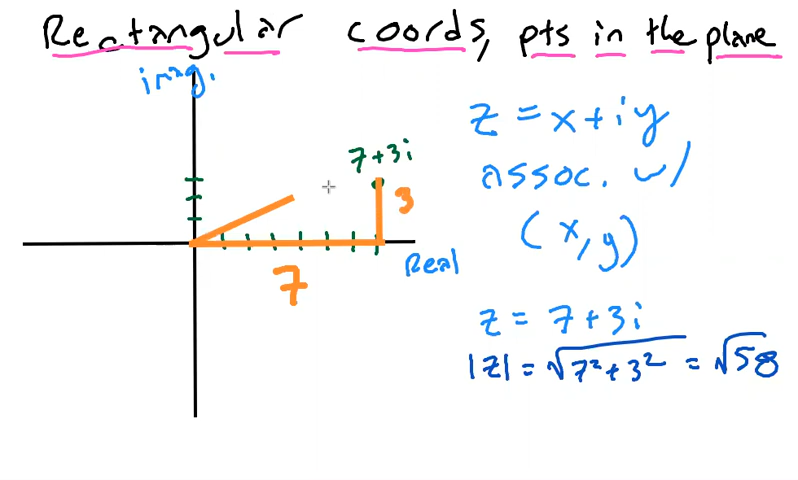 Rectangular coords, pts in the plane
imag.
z = x + iy
7+3i
assoc. w/
3
(x, y)
Real
7
z = 7 + 3i
|z| = √7² + 3² = √58